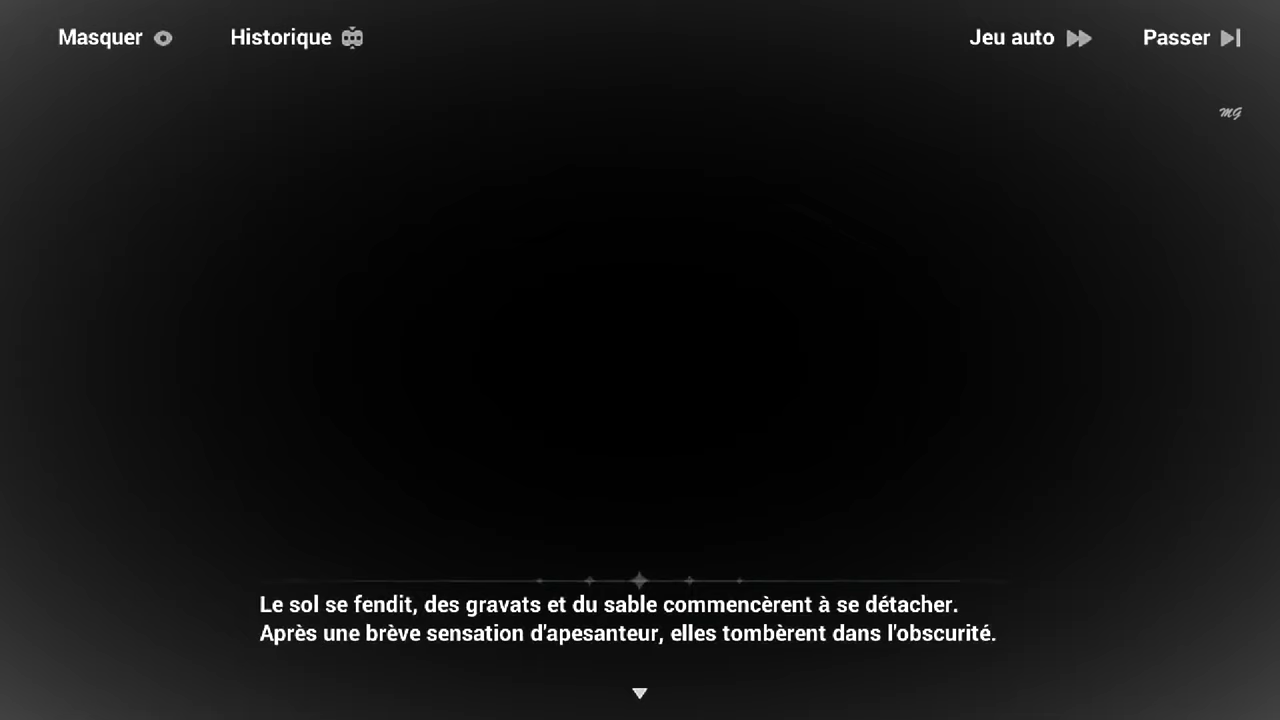 Masquer
Historique
Jeu auto
Passer
MG
Le sol se fendit, des gravats et du sable commencèrent à se détacher.
Après une brève sensation d'apesanteur, elles tombèrent dans l'obscurité.